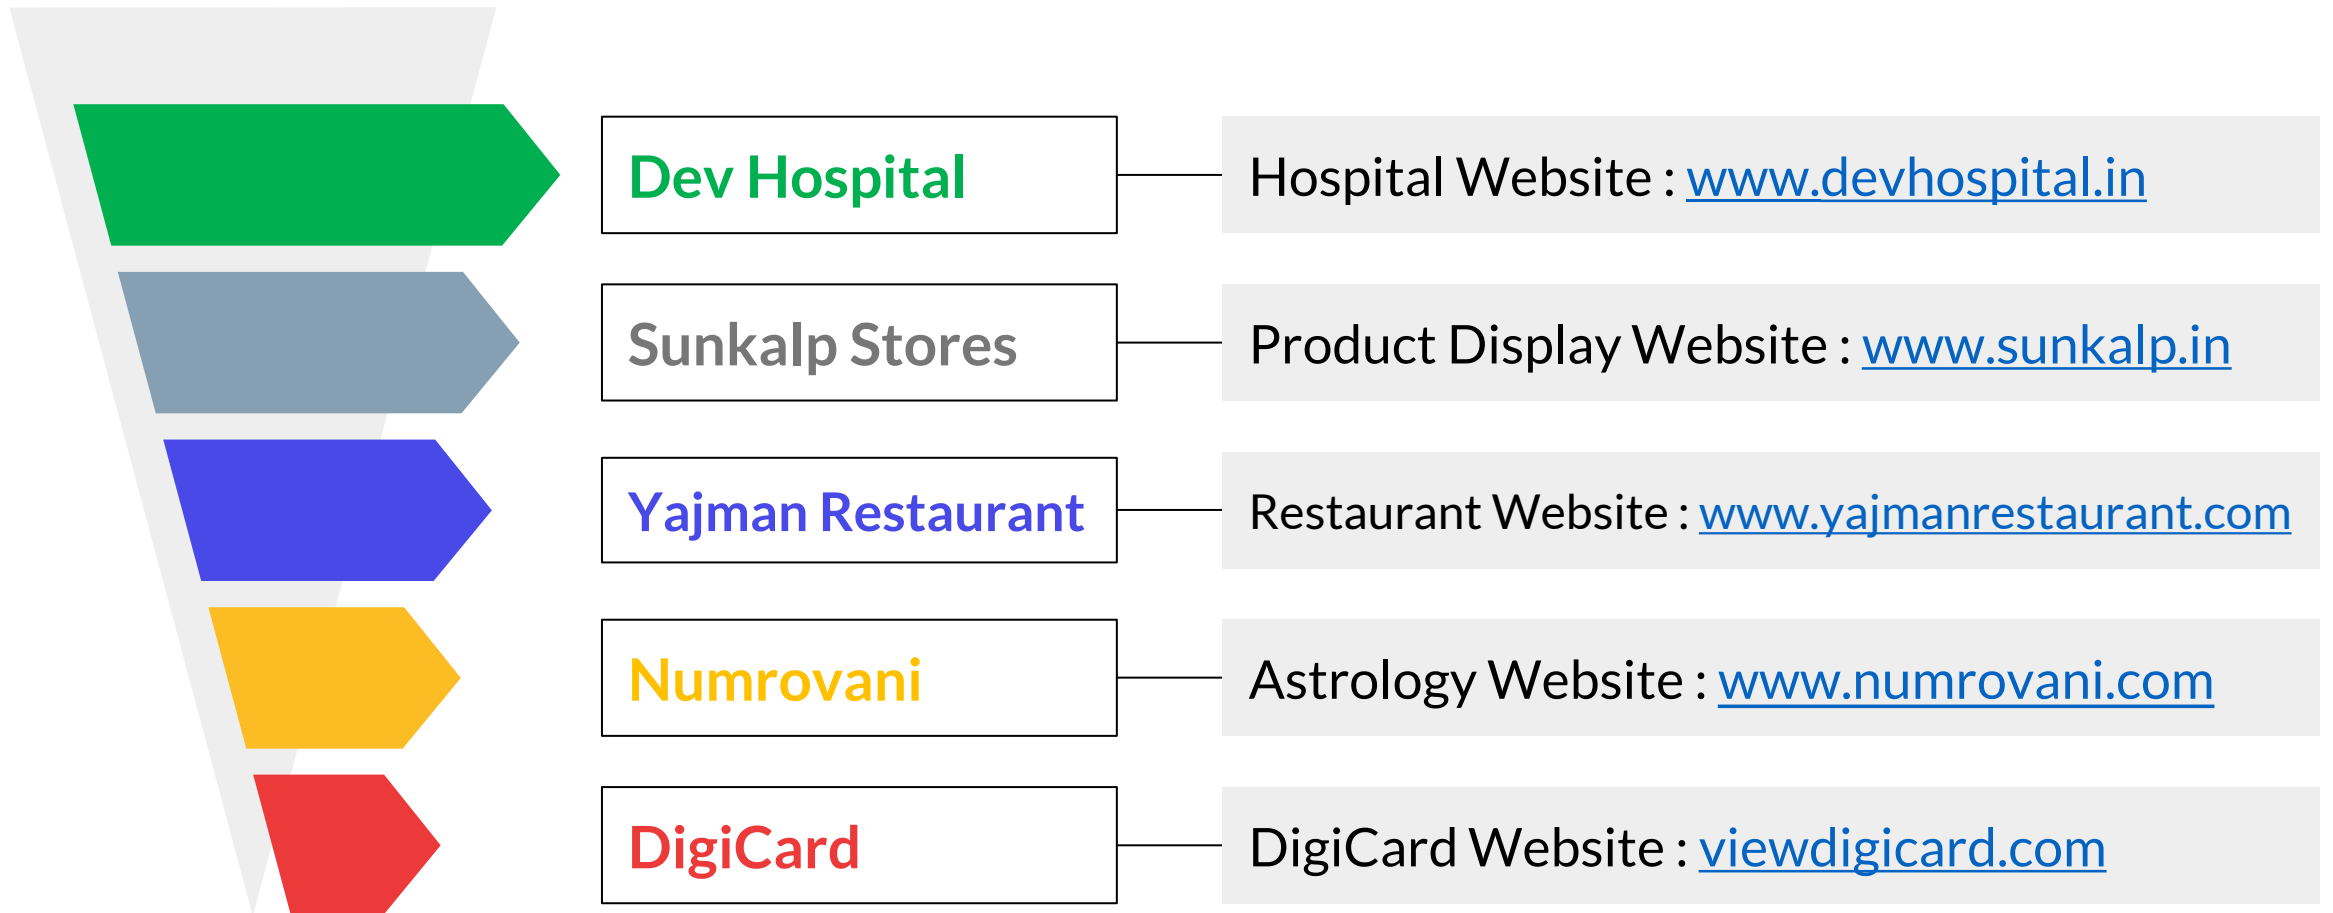 Dev Hospital
Hospital Website : www.devhospital.in
Sunkalp Stores
Product Display Website : www.sunkalp.in
Yajman Restaurant
Restaurant Website : www.yajmanrestaurant.com
Numrovani
Astrology Website : www.numrovani.com
DigiCard
DigiCard Website : viewdigicard.com